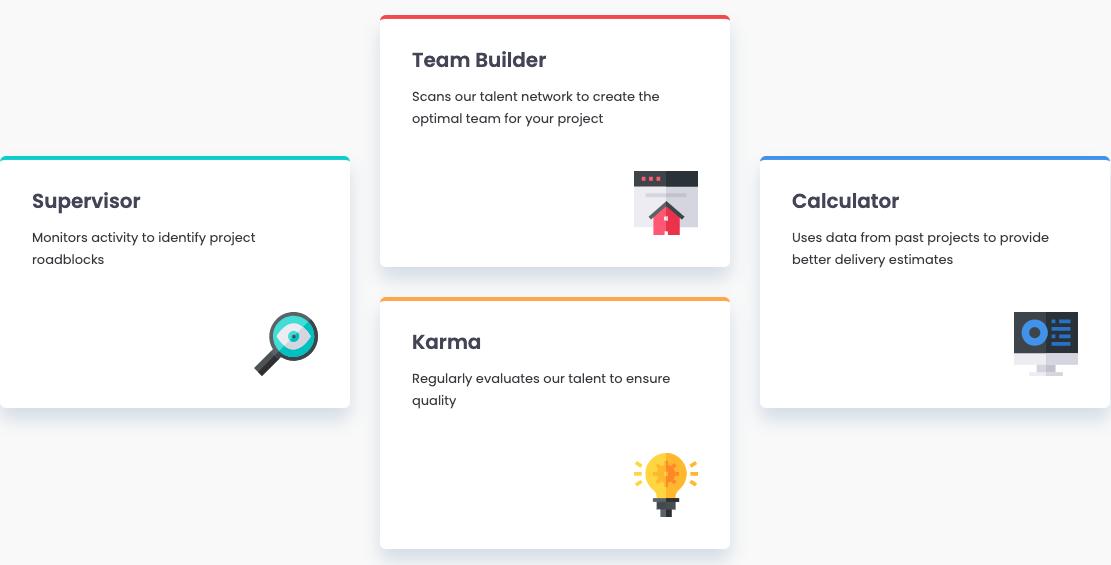 Team Builder
Scans our talent network to create the
optimal team for your project
Supervisor
Monitors activity to identify project
roadblocks
Calculator
Uses data from past projects to provide
better delivery estimates
Karma
Regularly evaluates our talent to ensure
quality